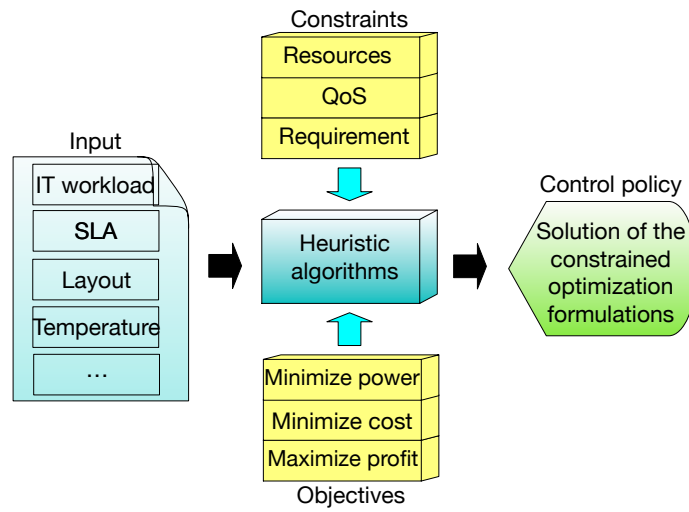 Constraints
Resources
QoS
Requirement
Input
IT workload
SLA
Layout
Temperature
...
Heuristic
algorithms
Control policy
Solution of the
constrained
optimization
formulations
Minimize power
Minimize cost
Maximize profit
Objectives